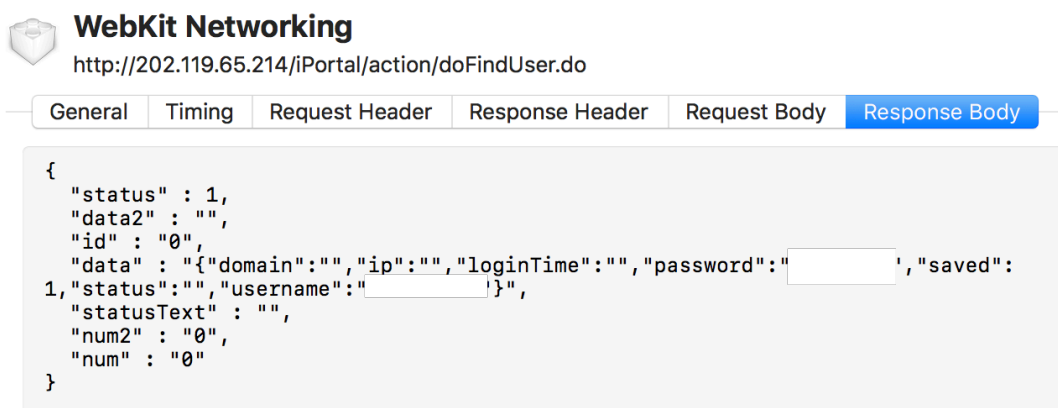 WebKit Networking
http://202.119.65.214/iPortal/action/doFindUser.do
General Timing Request Header Response Header Request Body Response Body
{
"status" : 1,
"data2" : "",
"id" : "0",
"data" : "{"domain":"","ip":"","loginTime":"","password":" ","saved":
1,"status":"","username":" "}",
"statusText" : "",
"num2" : "0",
"num" : "0"
}